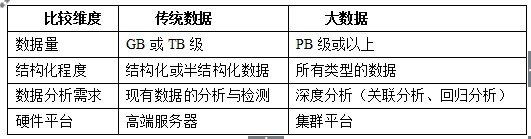 比较维度 传统数据 大数据
数据量 GB 或 TB 级 PB 级或以上
结构化程度 结构化或半结构化数据 所有类型的数据
数据分析需求 现有数据的分析与检测 深度分析（关联分析、回归分析）
硬件平台 高端服务器 集群平台